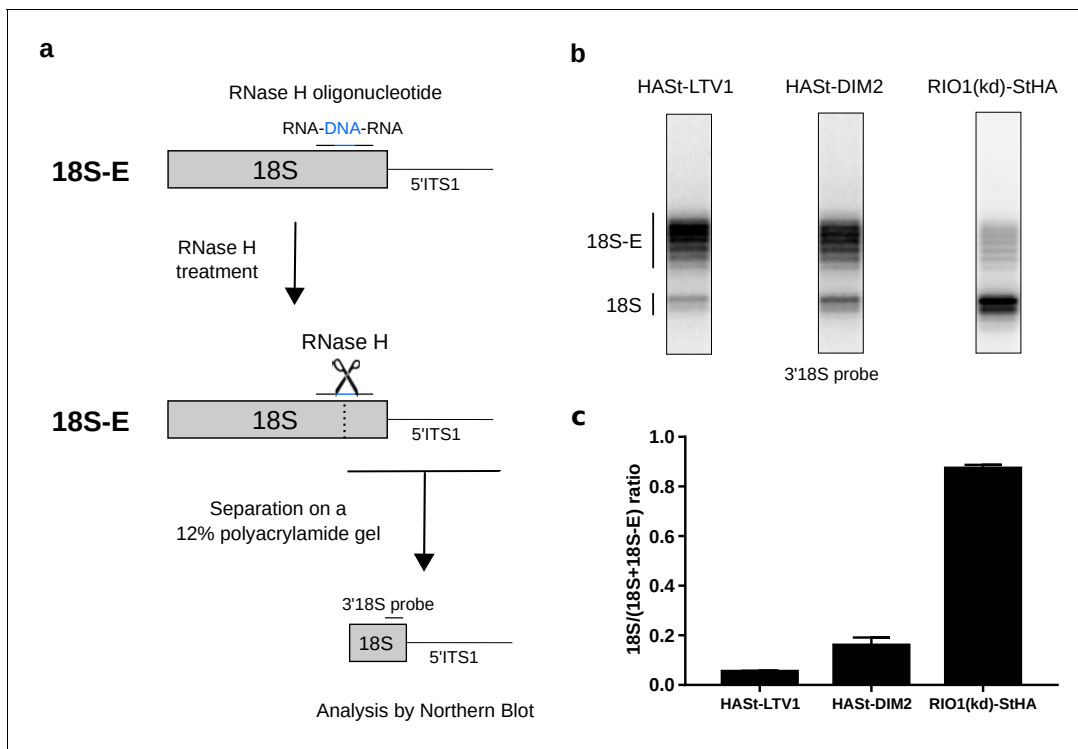 a
RNase H oligonucleotide
RNA-DNA-RNA
18S-E
18S
5'ITS1
RNase H
treatment
RNase H
18S-E
18S
5'ITS1
Separation on a
12% polyacrylamide gel
3'18S probe
18S
5'ITS1
Analysis by Northern Blot
b
HASt-LTV1 HASt-DIM2 RIO1(kd)-StHA
18S-E
18S
3'18S probe
c
18S/(18S+18S-E) ratio
1.0
0.8
0.6
0.4
0.2
0.0
HASt-LTV1 HASt-DIM2 RIO1(kd)-StHA